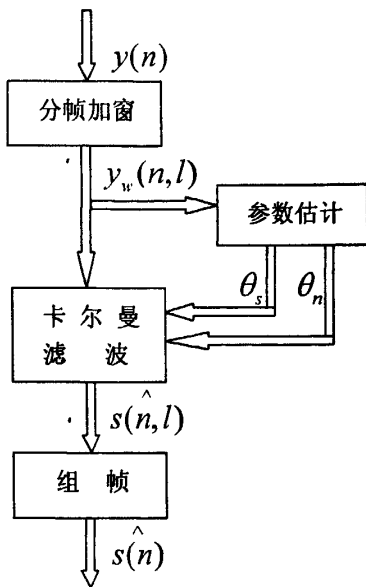 y(n)
分帧加窗
y_w(n,l)
参数估计
θ_s
θ_n
卡尔曼
滤波
ŝ(n,l)
组帧
ŝ(n)